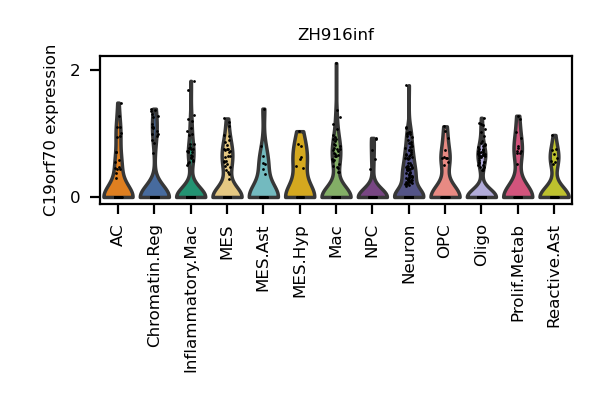 ZH916inf
C19orf70 expression
2
0
AC
Chromatin.Reg
Inflammatory.Mac
MES
MES.Ast
MES.Hyp
Mac
NPC
Neuron
OPC
Oligo
Prolif.Metab
Reactive.Ast